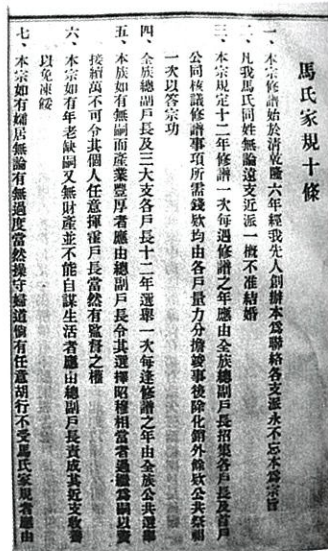 馬氏家規十條
一、本宗修譜始於清乾隆六年經我先人創辦本爲聯絡各支派永不忘本爲宗旨
二、凡我馬氏同姓無論遠支近派一概不准結婚
三、本宗規定十二年修譜一次每遇修譜之年應由全族總副戶長招集各戶長及首戶
公同核議修譜事項所需錢欵均由各戶量力分擔竣事後除化銷外餘欵公共祭祖
一次以答宗功
四、全族總副戶長及三大支各戶長十二年選舉一次每逢修譜之年由全族公共選舉
五、本族如有無嗣而產業豐厚者應由總副戶長令其選擇昭穆相當者過繼爲嗣以資
接續萬不可令其個人任意揮霍戶長當然有監督之權
六、本宗如有年老缺嗣又無財產並不能自謀生活者應由總副戶長責成其近支收養
以免凍餒
七、本宗如有孀居無論有無過度當然操守婦道倘有任意胡行不受馬氏家規者應由